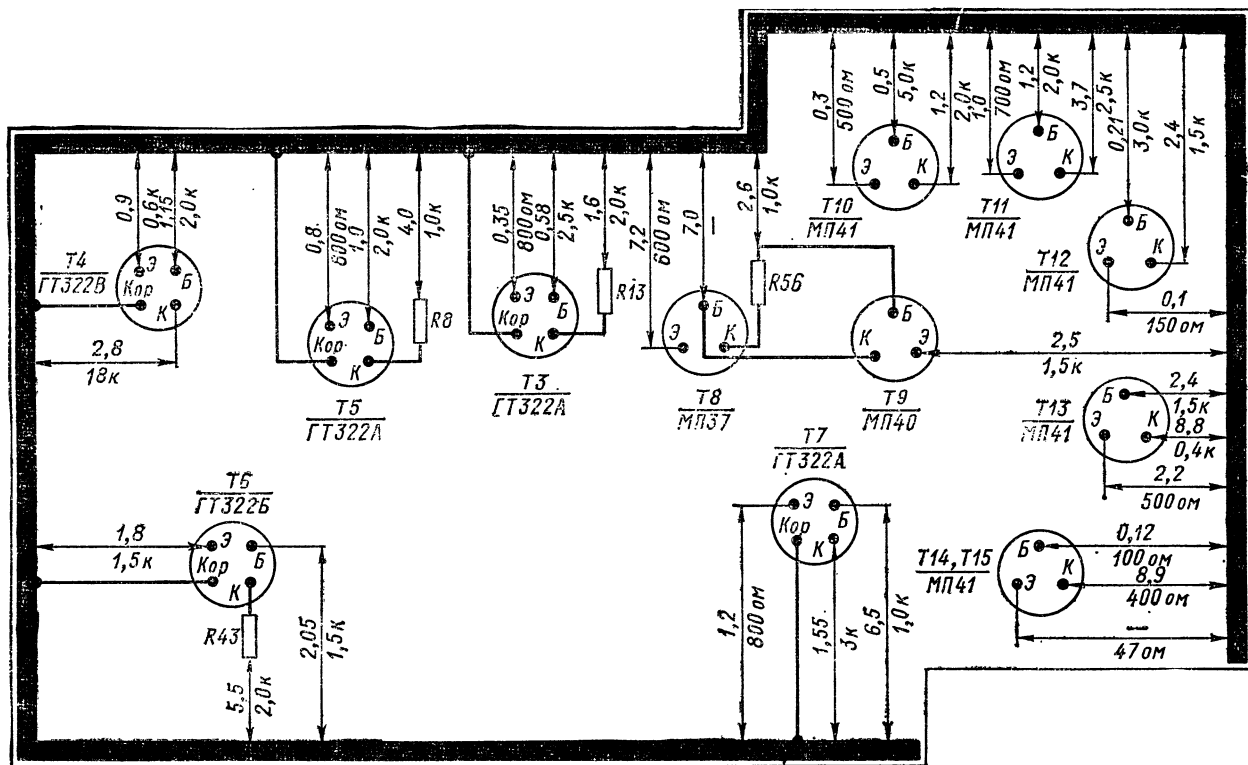 0,3
500 ом
0,5
5,0к
1,2
2,0к
1,0
700 ом
1,2
2,0к
3,7
2,5к
0,21
3,0к
2,4
1,5к
Б
Э
К
Т10
МП41
Б
Э
К
Т11
МП41
Б
Э
К
Т12
МП41
0,1
150 ом
0,9
0,6к
1,15
2,0к
Т4
ГТ322В
Э
Б
Кор
К
2,8
18к
0,8
600 ом
1,0
2,0к
4,0
1,0к
Э
Б
Кор
К
R8
Т5
ГТ322А
0,35
800 ом
0,58
2,5к
1,6
2,0к
Э
Б
Кор
К
R13
Т3
ГТ322А
7,2
600 ом
7,0
2,6
1,0к
Б
Э
К
R56
Т8
МП37
Б
К
Э
Т9
МП40
2,5
1,5к
Т13
МП41
Б
Э
К
2,4
1,5к
8,8
0,4к
2,2
500 ом
Т6
ГТ322Б
Э
Б
Кор
К
1,8
1,5к
R43
5,5
2,0к
2,05
1,5к
Т7
ГТ322А
Э
Б
Кор
К
1,2
800 ом
1,55
3к
6,5
1,0к
Т14, Т15
МП41
Б
Э
К
0,12
100 ом
8,9
400 ом
47 ом